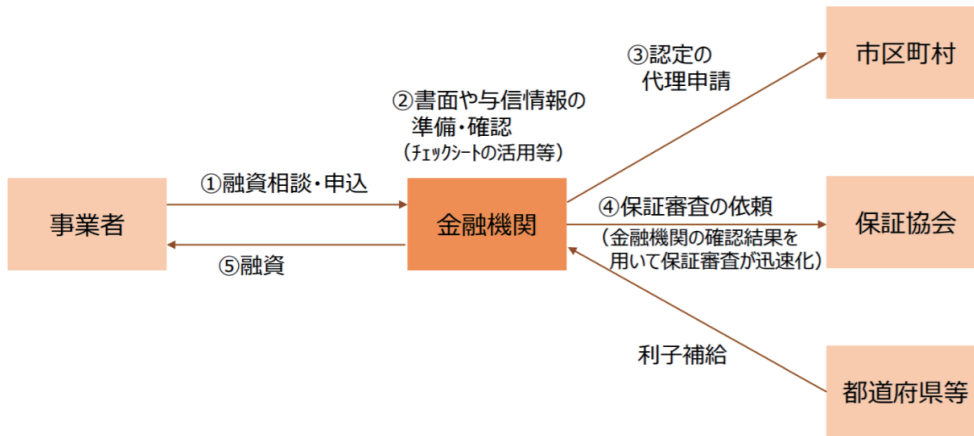 市区町村
③認定の
代理申請
②書面や与信情報の
準備・確認
(ﾁｪｯｸｼｰﾄの活用等)
①融資相談・申込
事業者
金融機関
④保証審査の依頼
保証協会
(金融機関の確認結果を
用いて保証審査が迅速化)
⑤融資
利子補給
都道府県等